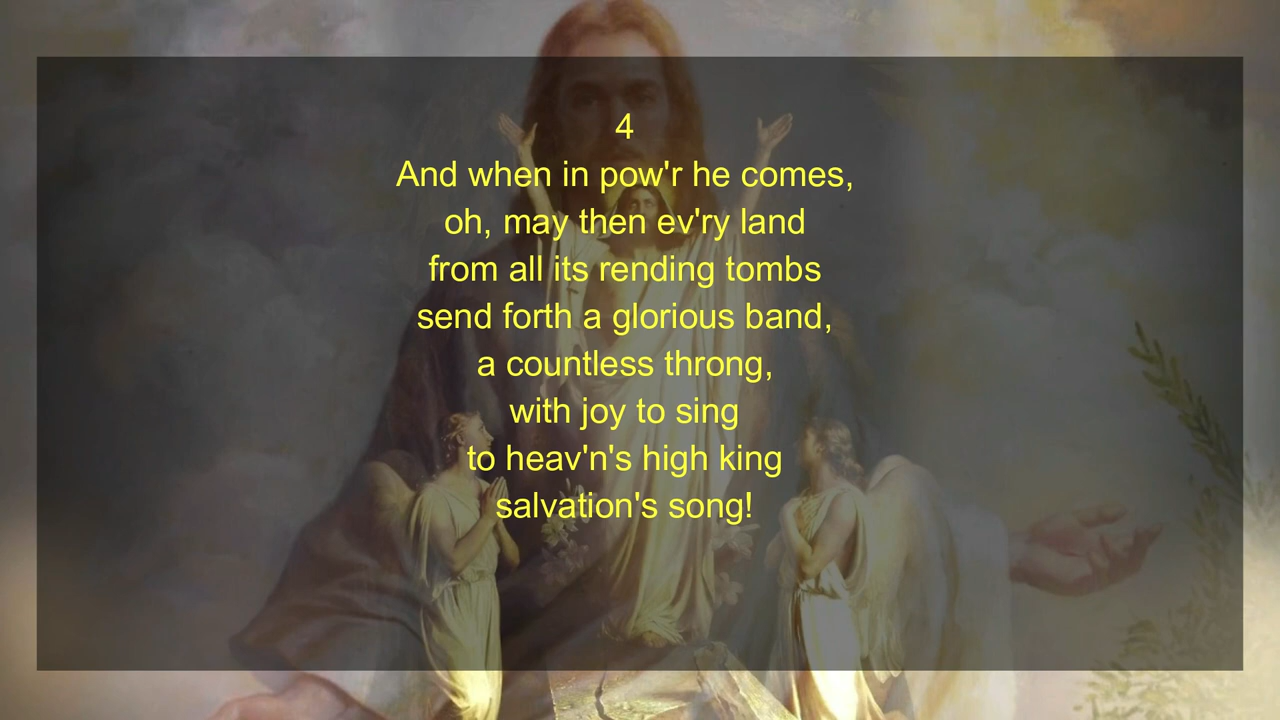 4
And when in pow'r he comes,
oh, may then ev'ry land
from all its rending tombs
send forth a glorious band,
a countless throng,
with joy to sing
to heav'n's high king
salvation's song!